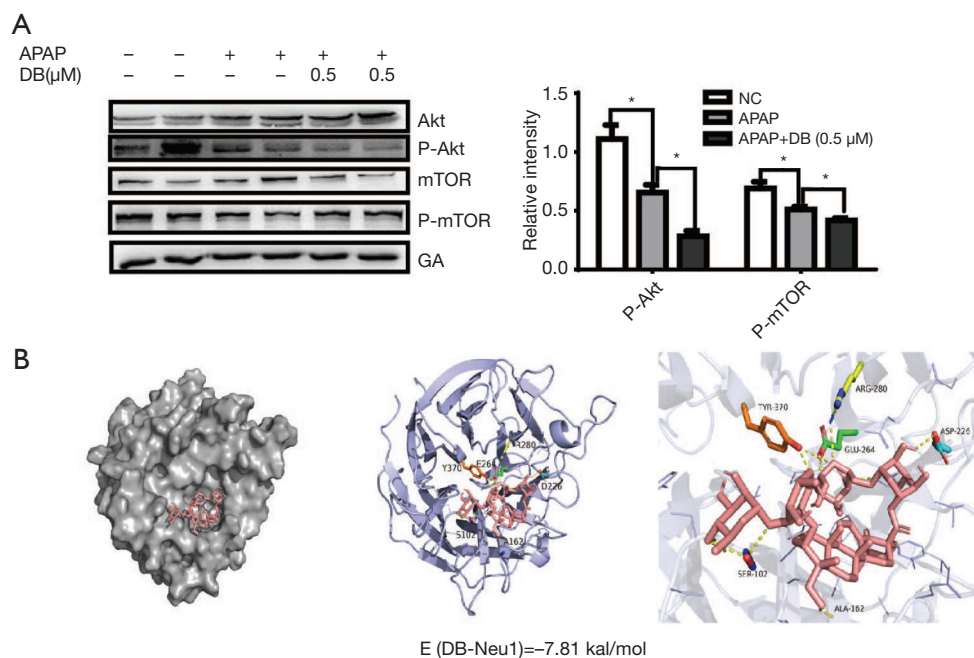 A
APAP – – + + + +
DB(μM) – – – – 0.5 0.5
Akt
P-Akt
mTOR
P-mTOR
GA
Relative intensity
1.5
1.0
0.5
0.0
* * * *
NC
APAP
APAP+DB (0.5 μM)
P-Akt
P-mTOR
B
R280
Y370
E264
D226
S102
A162
ARG-280
TYR-370
ASP-226
GLU-264
SER-102
ALA-162
E (DB-Neu1)=–7.81 kal/mol